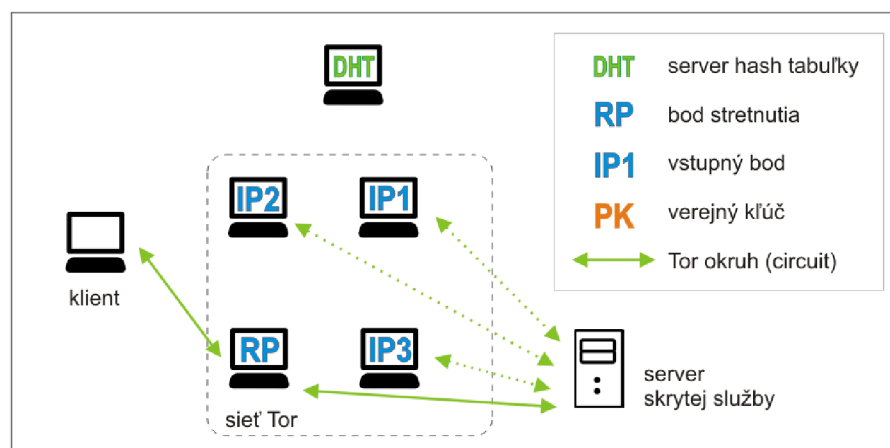 DHT
DHT server hash tabuľky
RP bod stretnutia
IP1 vstupný bod
PK verejný kľúč
Tor okruh (circuit)
IP2 IP1
klient
RP IP3
server
skrytej služby
sieť Tor